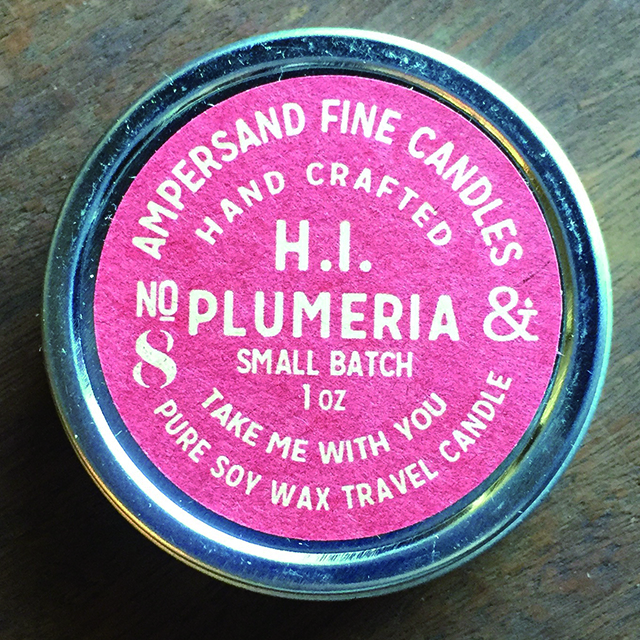 AMPERSAND FINE CANDLES
HAND CRAFTED
H.I.
NO
8
PLUMERIA
&
SMALL BATCH
1 OZ
TAKE ME WITH YOU
PURE SOY WAX TRAVEL CANDLE